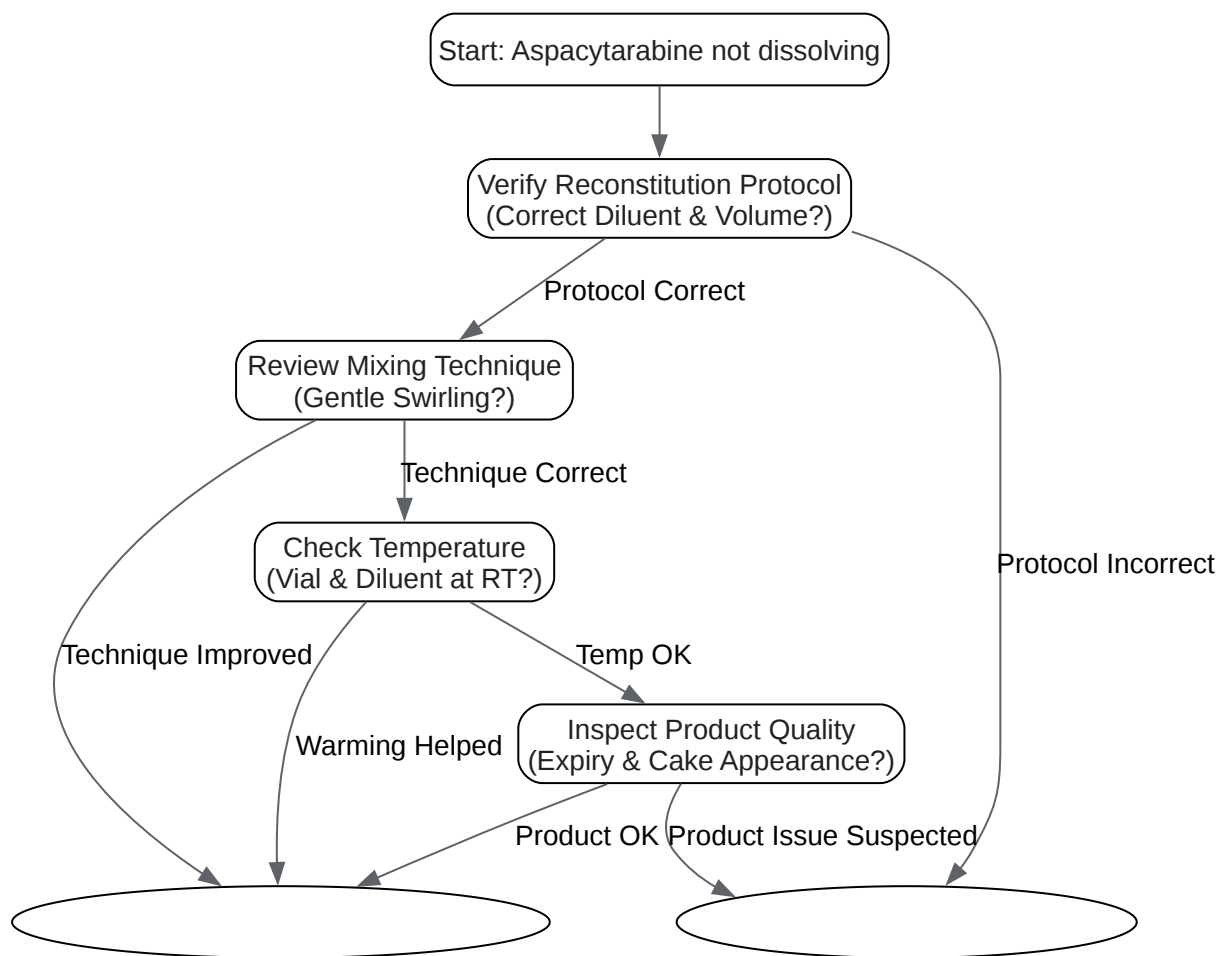 Start: Aspacytarabine not dissolving
Verify Reconstitution Protocol
(Correct Diluent & Volume?)
Protocol Correct
Review Mixing Technique
(Gentle Swirling?)
Technique Correct
Check Temperature
(Vial & Diluent at RT?)
Protocol Incorrect
Technique Improved
Temp OK
Warming Helped
Inspect Product Quality
(Expiry & Cake Appearance?)
Product OK
Product Issue Suspected